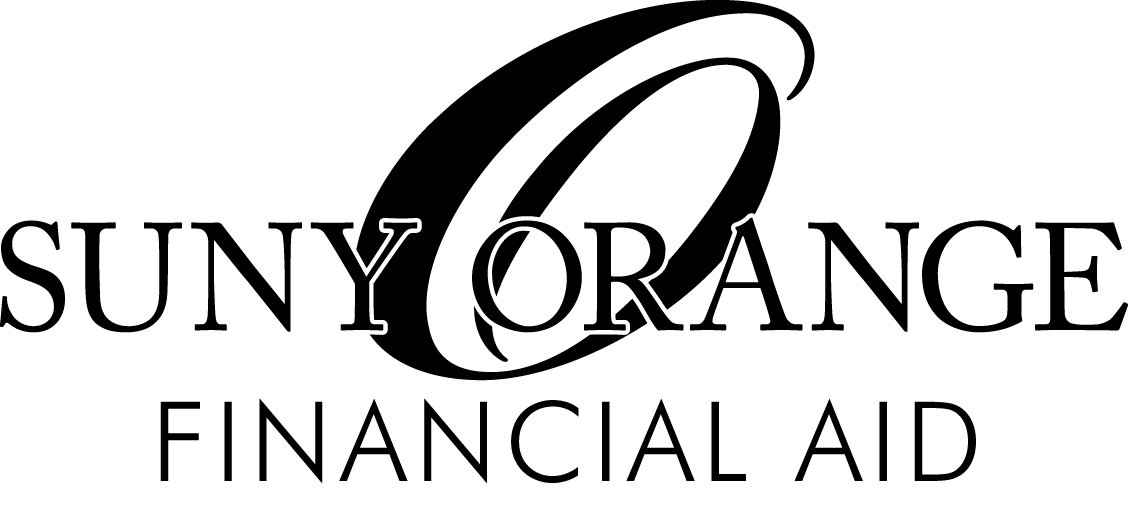 SUNY ORANGE
FINANCIAL AID